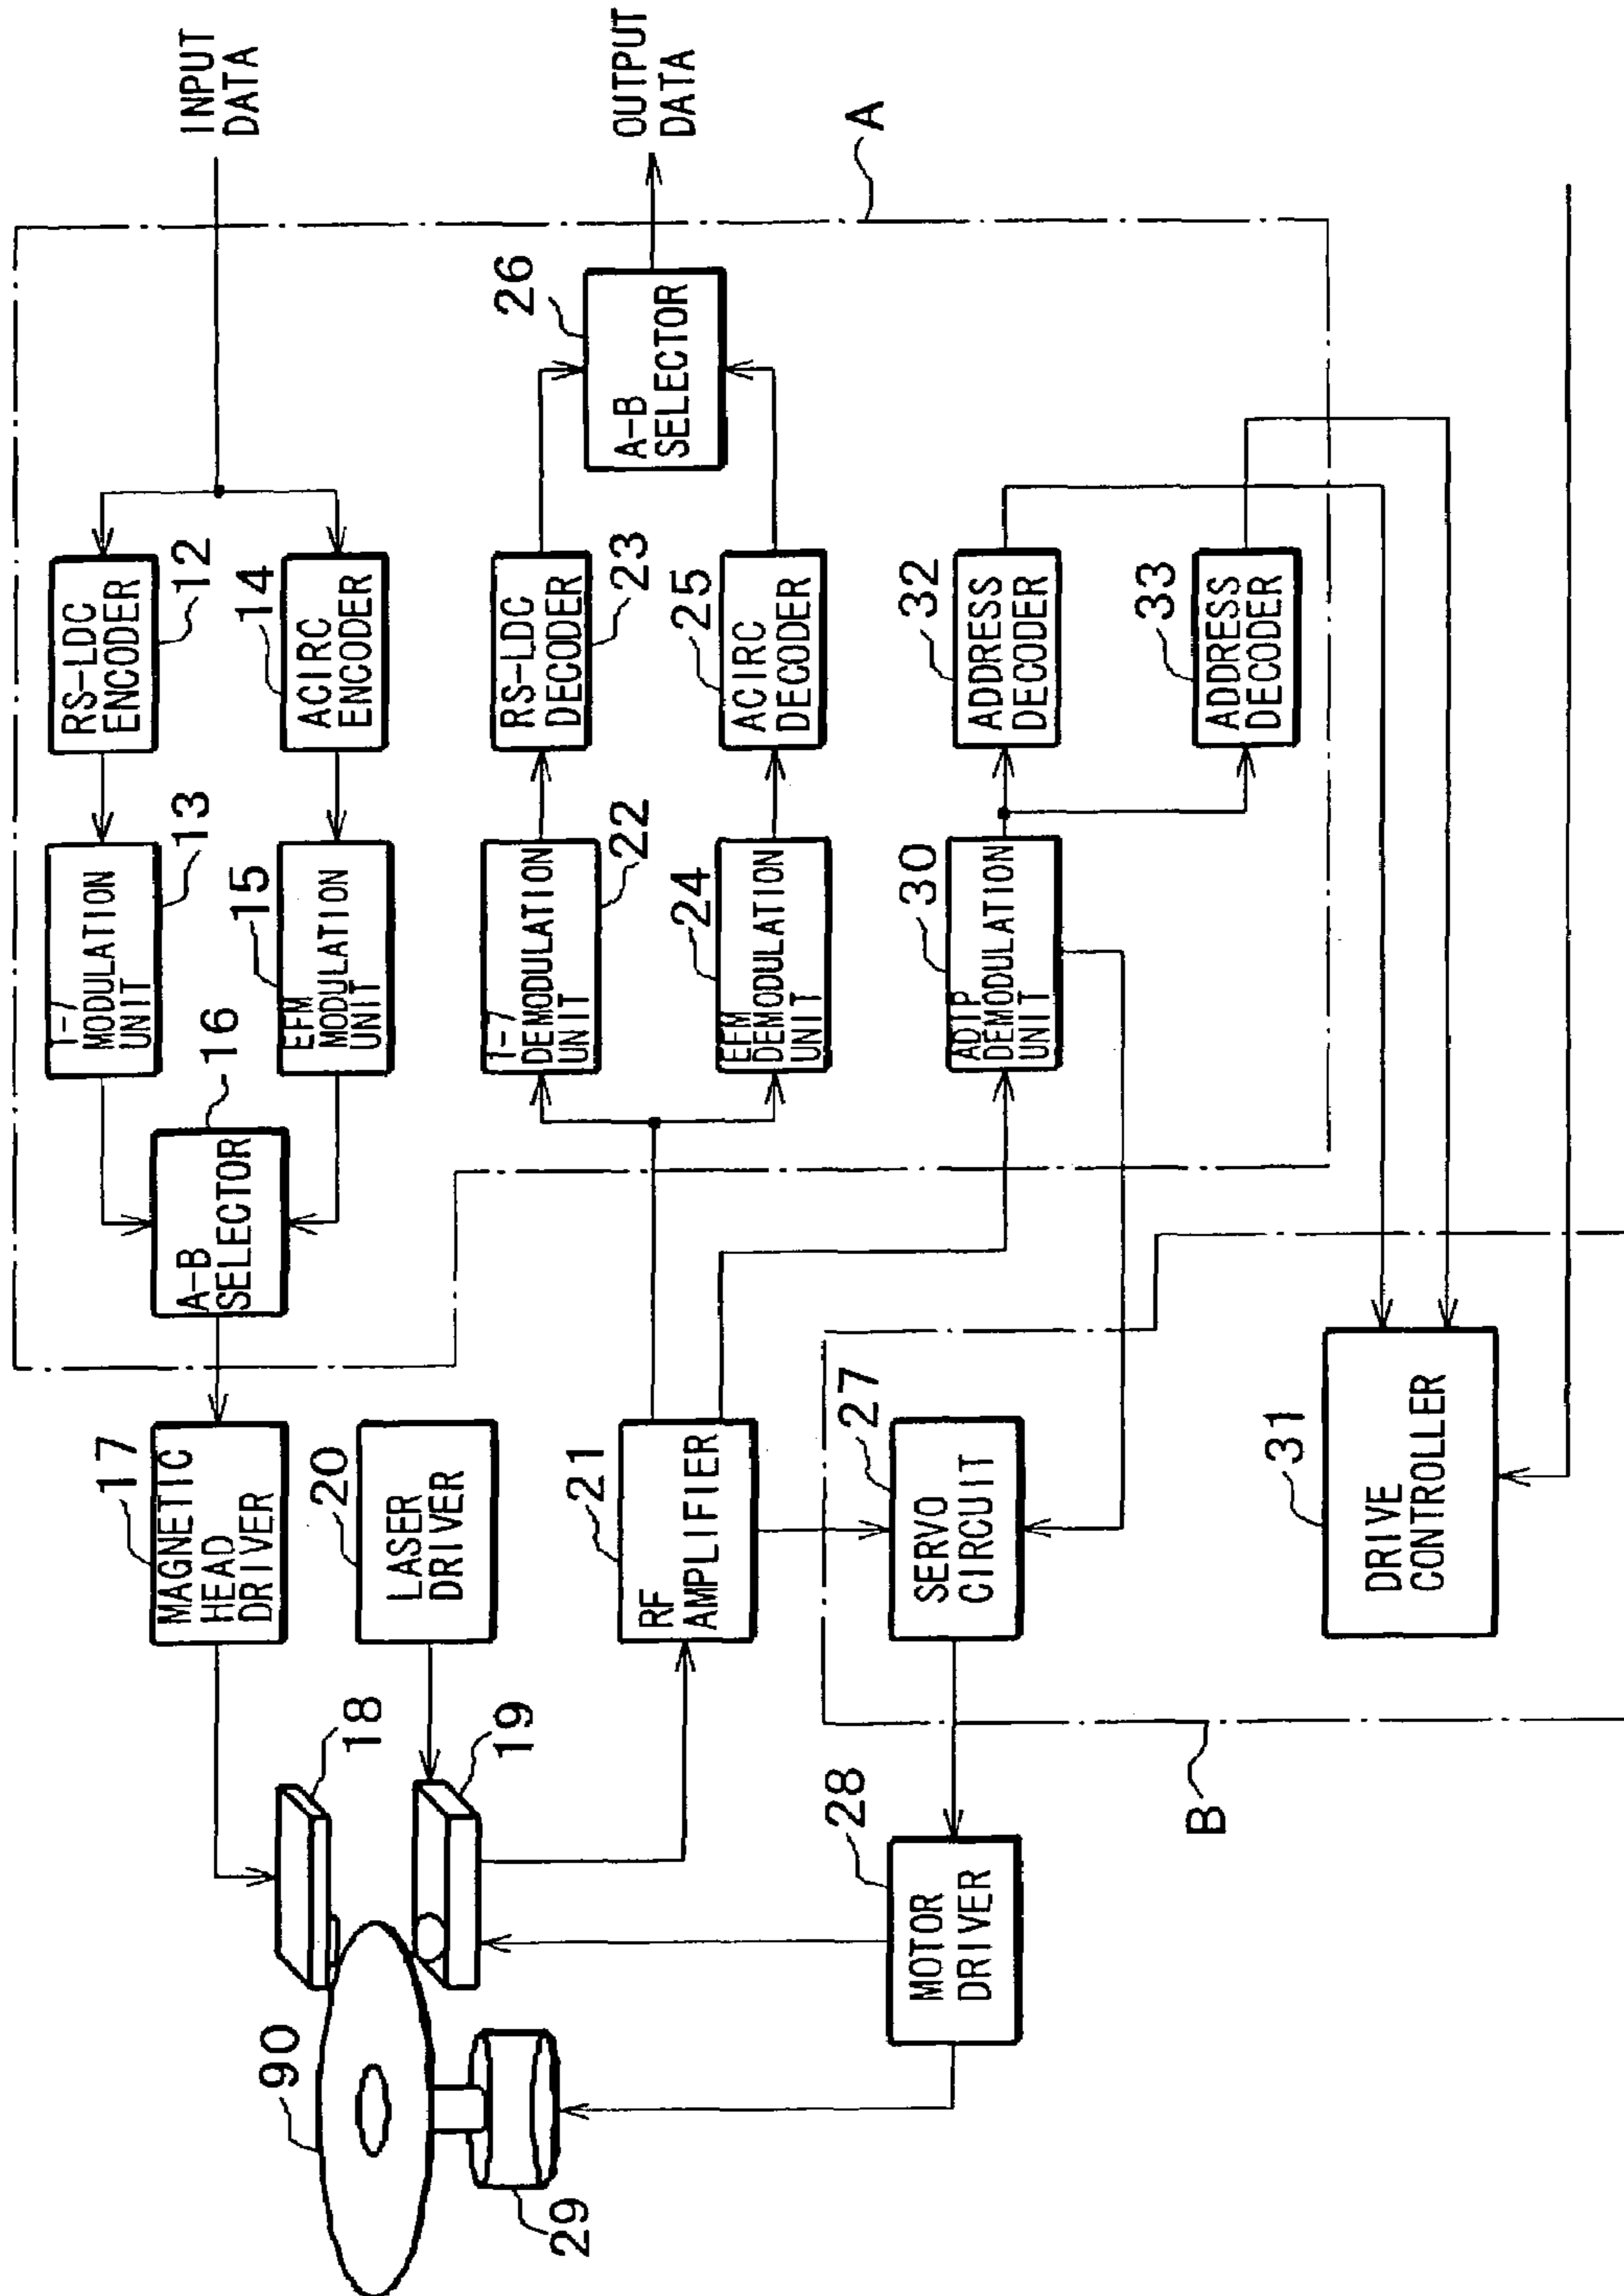 INPUT
DATA
RS-LDC
ENCODER
12
1-7
MODULATION
UNIT
13
ACIRC
ENCODER
14
EFM
MODULATION
UNIT
15
A-B
SELECTOR
16
MAGNETIC
HEAD
DRIVER
17
18
LASER
DRIVER
20
19
90
29
OUTPUT
DATA
A-B
SELECTOR
26
RS-LDC
DECODER
23
1-7
DEMODULATION
UNIT
22
ACIRC
DECODER
25
EFM
DEMODULATION
UNIT
24
RF
AMPLIFIER
21
A
ADIP
DEMODULATION
UNIT
30
ADDRESS
DECODER
32
ADDRESS
DECODER
33
SERVO
CIRCUIT
27
MOTOR
DRIVER
28
B
DRIVE
CONTROLLER
31